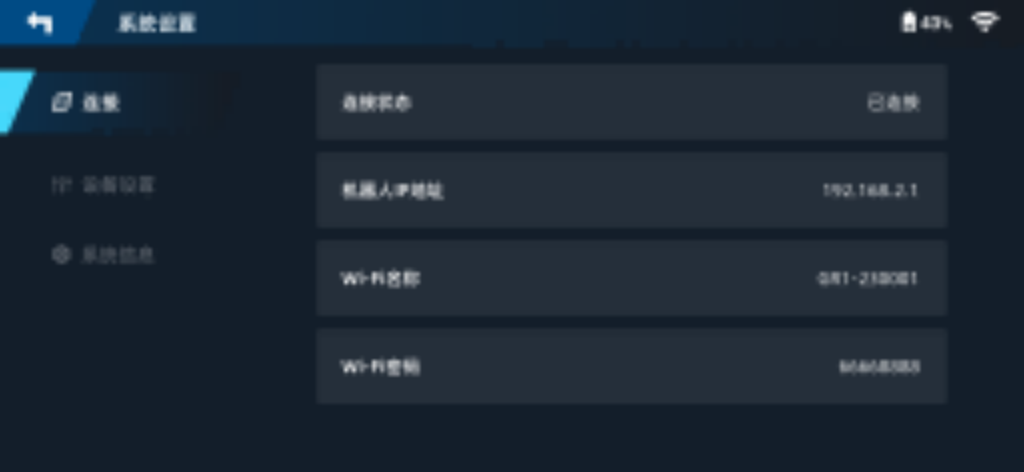 系统设置
连接
设备设置
系统信息
连接状态 已连接
机器人IP地址 192.168.2.1
Wi-Fi名称
Wi-Fi密码